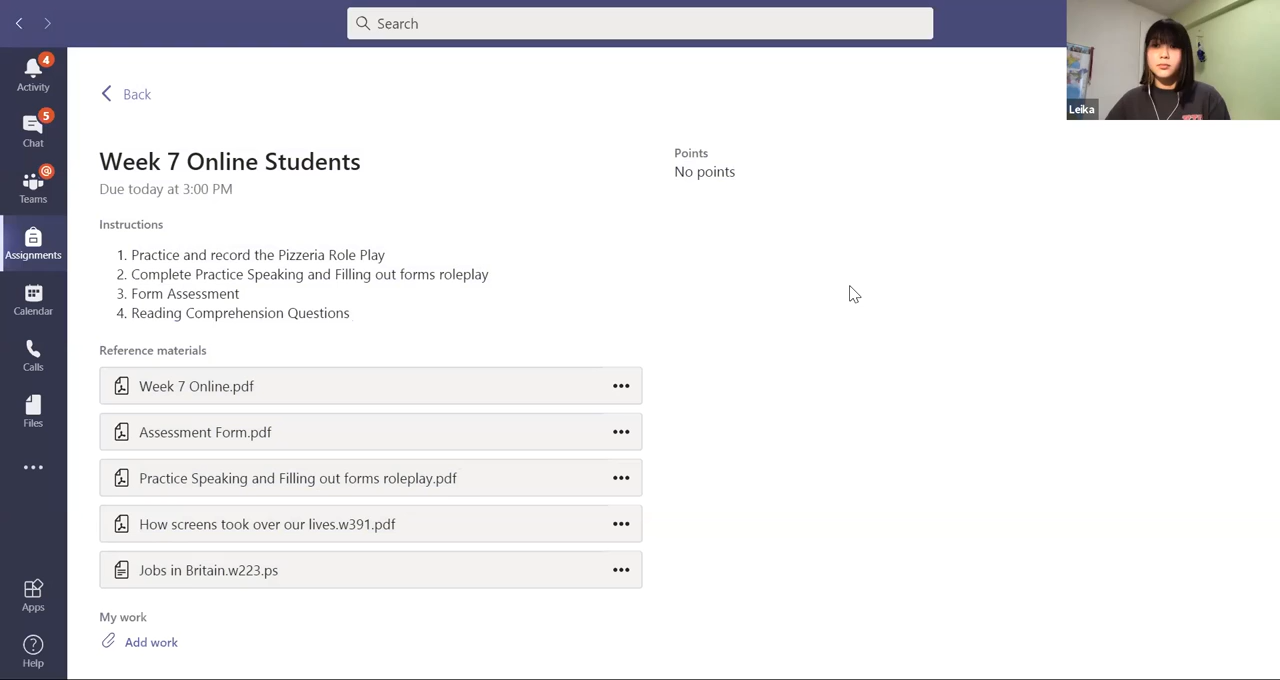 Search
Leika
4
Activity
5
Chat
@
Teams
Assignments
Calendar
Calls
Files
Apps
Help
Back
Week 7 Online Students
Due today at 3:00 PM
Points
No points
Instructions
1. Practice and record the Pizzeria Role Play
2. Complete Practice Speaking and Filling out forms roleplay
3. Form Assessment
4. Reading Comprehension Questions
Reference materials
Week 7 Online.pdf
Assessment Form.pdf
Practice Speaking and Filling out forms roleplay.pdf
How screens took over our lives.w391.pdf
Jobs in Britain.w223.ps
My work
Add work